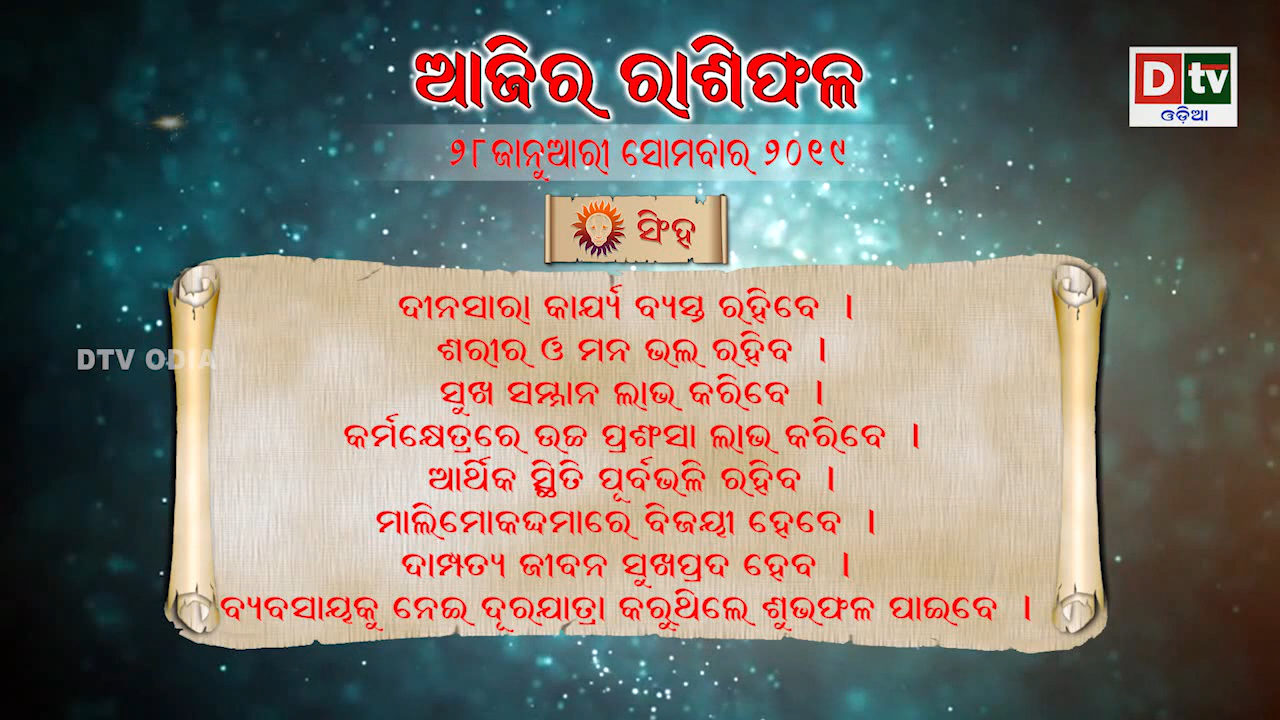 ଆଜିର ରାଶିଫଳ
D tv
ଓଡ଼ିଆ
୨୮ଜାନୁଆରୀ ସୋମବାର ୨୦୧୯
ସିଂହ
ଦୀନସାରା କାର୍ଯ୍ୟ ବ୍ୟସ୍ତ ରହିବେ ।
ଶରୀର ଓ ମନ ଭଲ ରହିବ ।
ସୁଖ ସମ୍ମାନ ଲାଭ କରିବେ ।
କର୍ମକ୍ଷେତ୍ରରେ ଉଚ୍ଚ ପ୍ରଶଂସା ଲାଭ କରିବେ ।
ଆର୍ଥିକ ସ୍ଥିତି ପୂର୍ବଭଳି ରହିବ ।
ମାଲିମୋକଦ୍ଦମାରେ ବିଜୟୀ ହେବେ ।
ଦାମ୍ପତ୍ୟ ଜୀବନ ସୁଖପ୍ରଦ ହେବ ।
ବ୍ୟବସାୟକୁ ନେଇ ଦୂରଯାତ୍ରା କରୁଥିଲେ ଶୁଭଫଳ ପାଇବେ ।
DTV ODIA